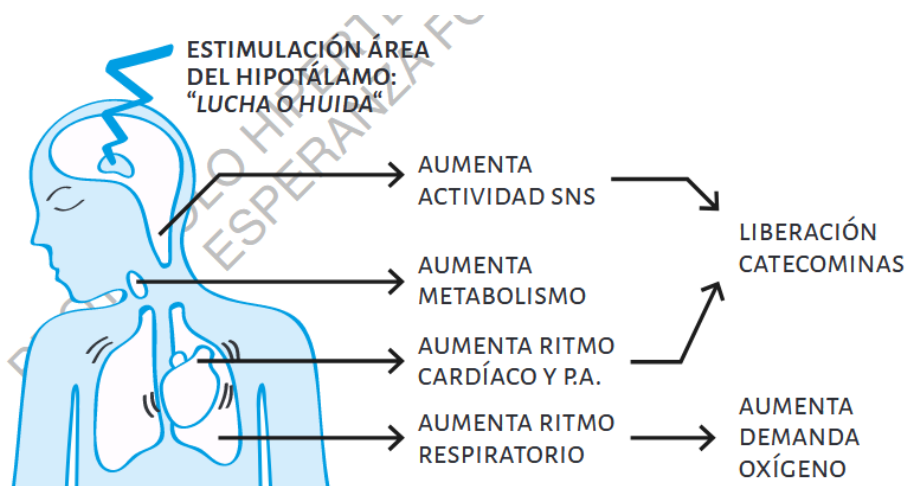 ESTIMULACIÓN ÁREA
DEL HIPOTÁLAMO:
“LUCHA O HUIDA“
AUMENTA
ACTIVIDAD SNS
LIBERACIÓN
CATECOMINAS
AUMENTA
METABOLISMO
AUMENTA RITMO
CARDÍACO Y P.A.
AUMENTA RITMO
RESPIRATORIO
AUMENTA
DEMANDA
OXÍGENO
ESPERANZA